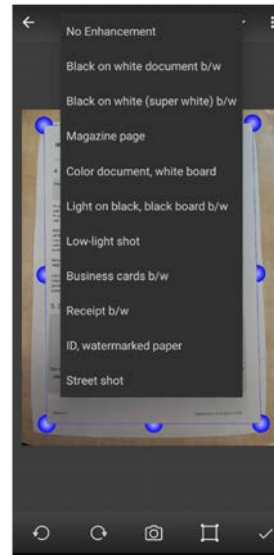 No Enhancement
Black on white document b/w
Black on white (super white) b/w
Magazine page
Color document, white board
Light on black, black board b/w
Low-light shot
Business cards b/w
Receipt b/w
ID, watermarked paper
Street shot